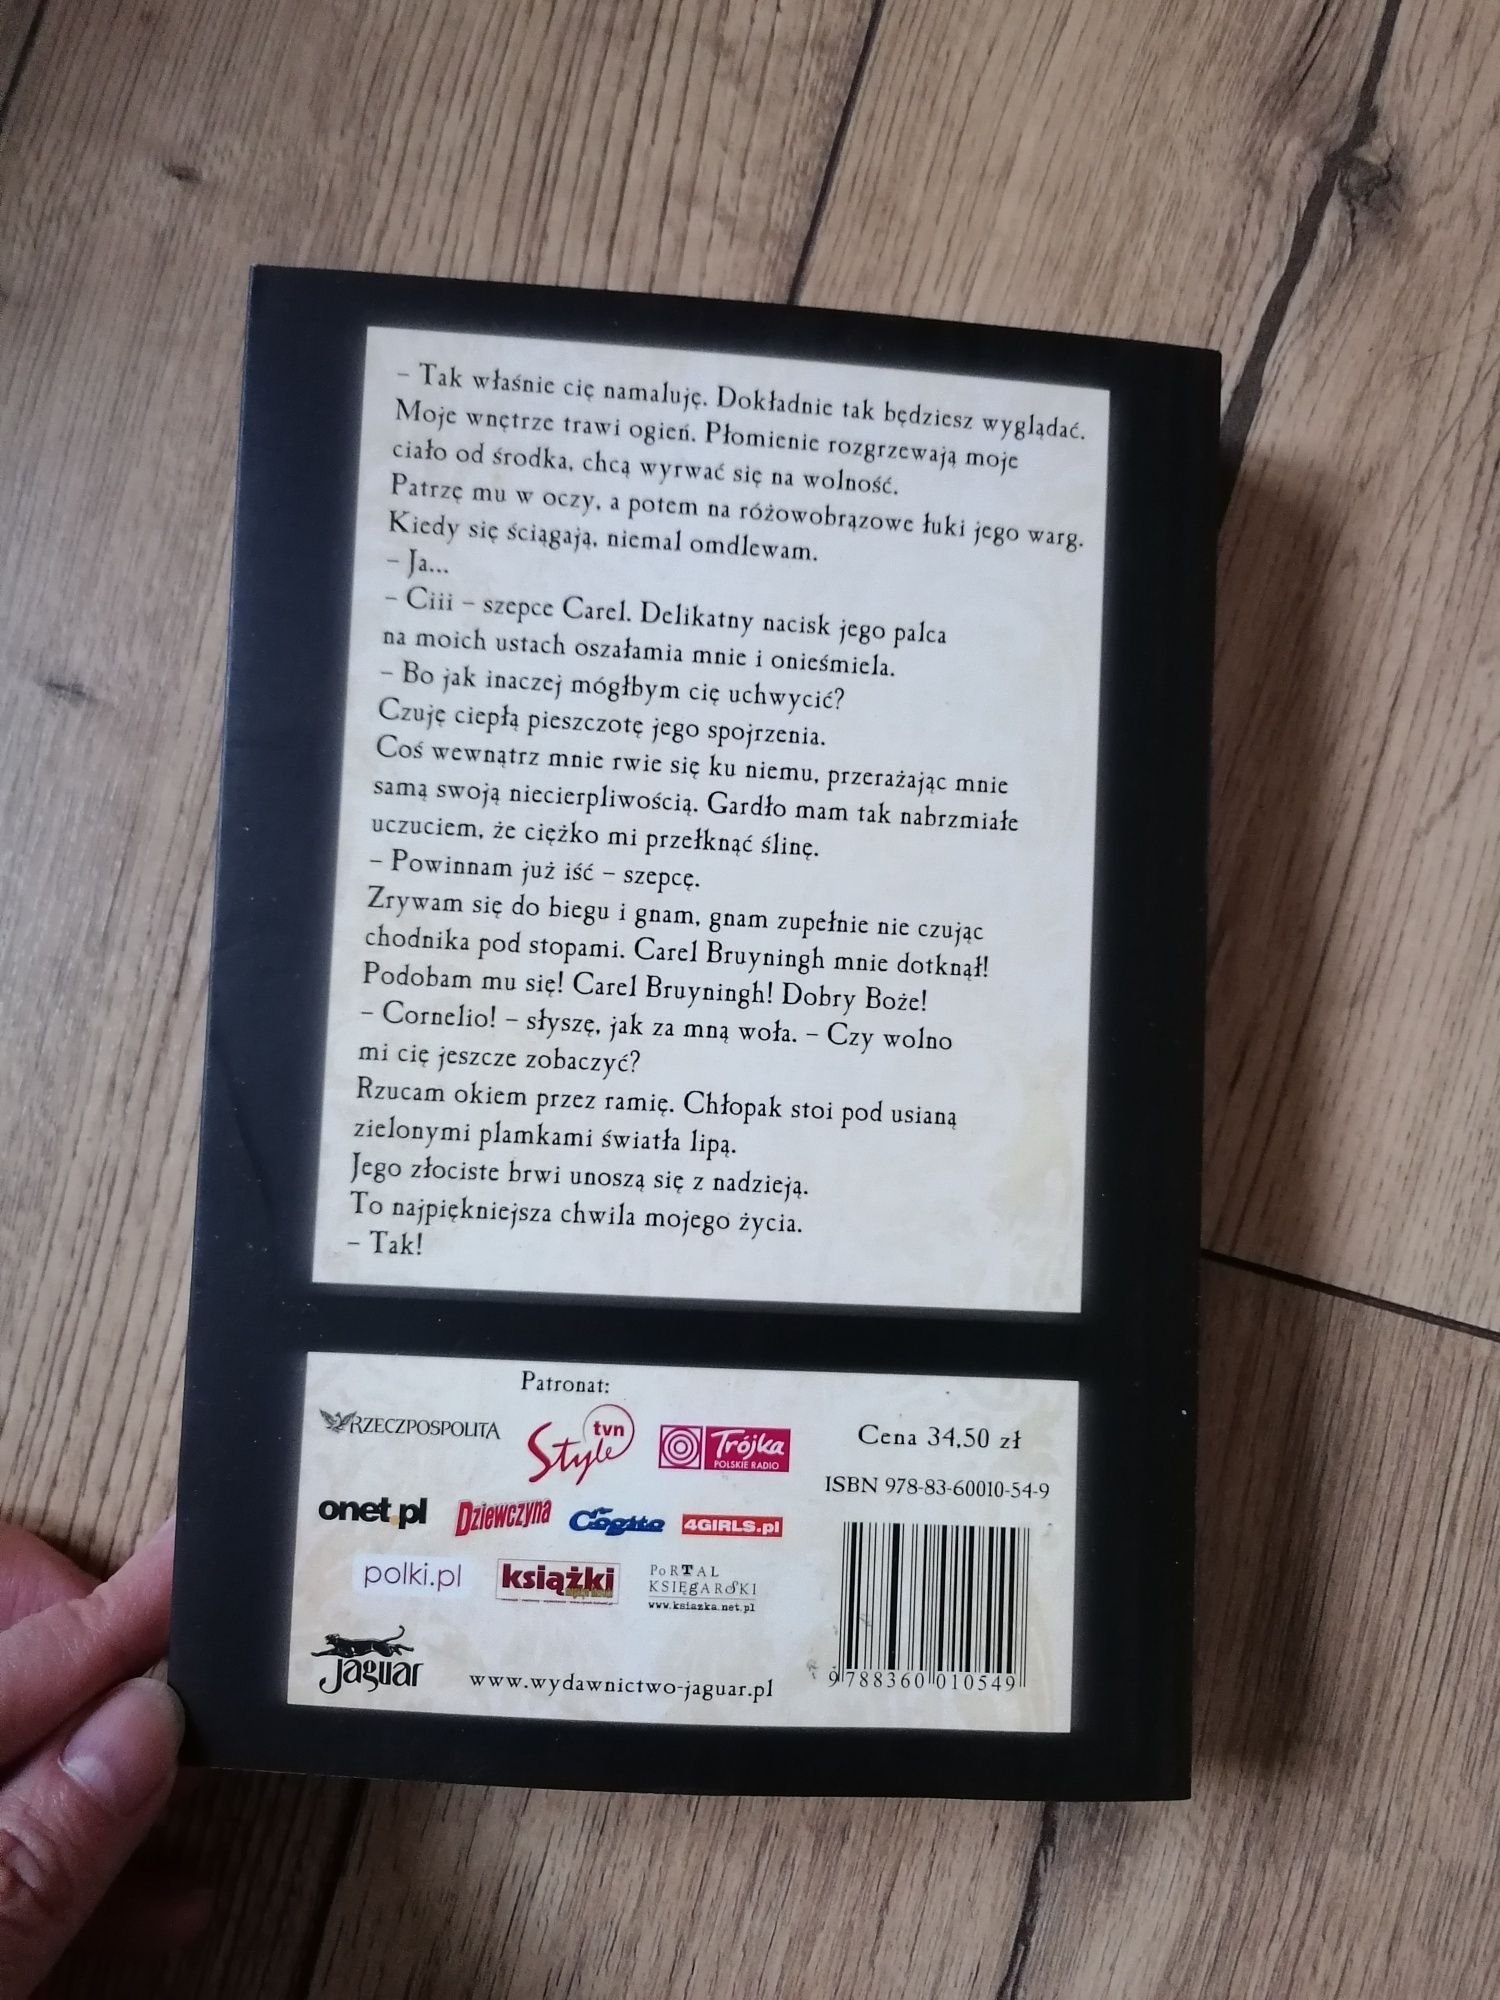 – Tak właśnie cię namaluję. Dokładnie tak będziesz wyglądać.
Moje wnętrze trawi ogień. Płomienie rozgrzewają moje
ciało od środka, chcą wyrwać się na wolność.
Patrzę mu w oczy, a potem na różowobrązowe łuki jego warg.
Kiedy się ściągają, niemal omdlewam.
– Ja...
– Ciii – szepce Carel. Delikatny nacisk jego palca
na moich ustach oszałamia mnie i onieśmiela.
– Bo jak inaczej mógłbym cię uchwycić?
Czuję ciepłą pieszczotę jego spojrzenia.
Coś wewnątrz mnie rwie się ku niemu, przerażając mnie
samą swoją niecierpliwością. Gardło mam tak nabrzmiałe
uczuciem, że ciężko mi przełknąć ślinę.
– Powinnam już iść – szepcę.
Zrywam się do biegu i gnam, gnam zupełnie nie czując
chodnika pod stopami. Carel Bruyningh mnie dotknął!
Podobam mu się! Carel Bruyningh! Dobry Boże!
– Cornelio! – słyszę, jak za mną woła. – Czy wolno
mi cię jeszcze zobaczyć?
Rzucam okiem przez ramię. Chłopak stoi pod usianą
zielonymi plamkami światła lipą.
Jego złociste brwi unoszą się z nadzieją.
To najpiękniejsza chwila mojego życia.
– Tak!
Patronat:
RZECZPOSPOLITA
tvn Style
Trójka
POLSKIE RADIO
onet.pl
Dziewczyna
Cogito
4GIRLS.pl
polki.pl
książki
PoRTAL
KSIĘgARSKI
www.ksiazka.net.pl
jaguar
www.wydawnictwo-jaguar.pl
Cena 34,50 zł
ISBN 978-83-60010-54-9
9 788360 010549